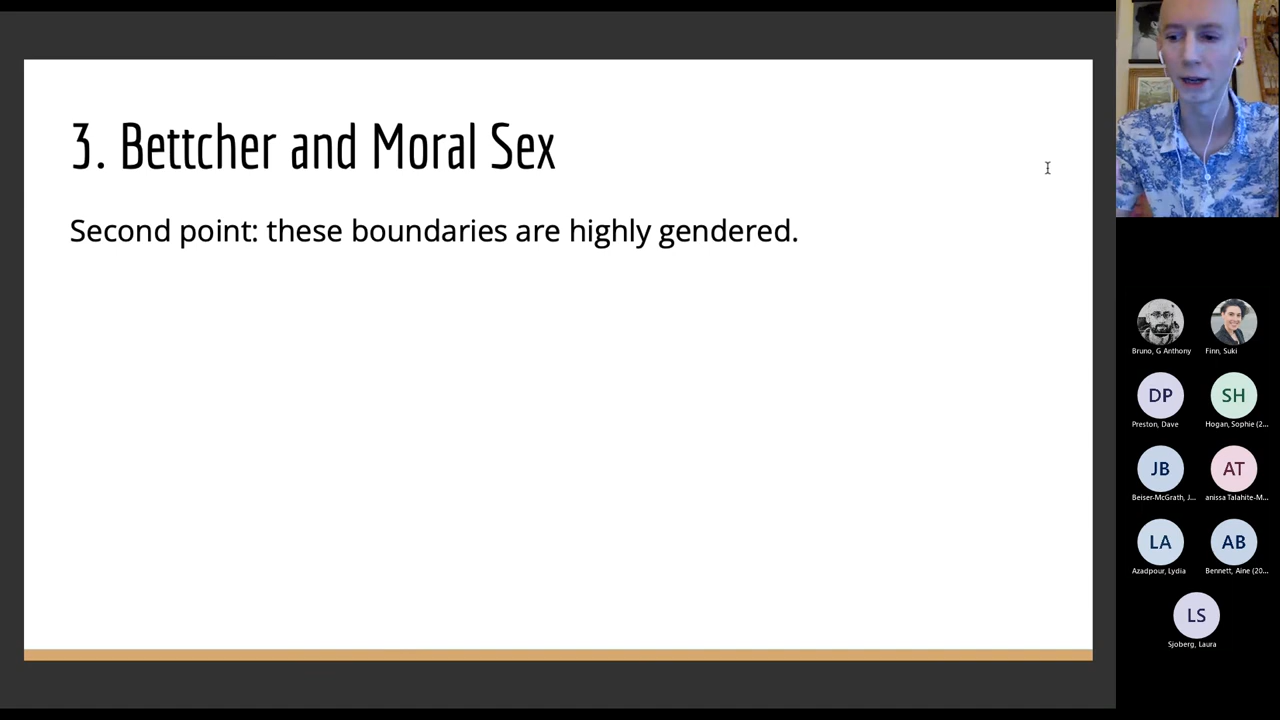 3. Bettcher and Moral Sex
Second point: these boundaries are highly gendered.
Bruno, G Anthony
Finn, Suki
DP
SH
Preston, Dave
Hogan, Sophie (2...
JB
AT
Beiser-McGrath, J...
anissa Talahite-M...
LA
AB
Azadpour, Lydia
Bennett, Aine (20...
LS
Sjoberg, Laura